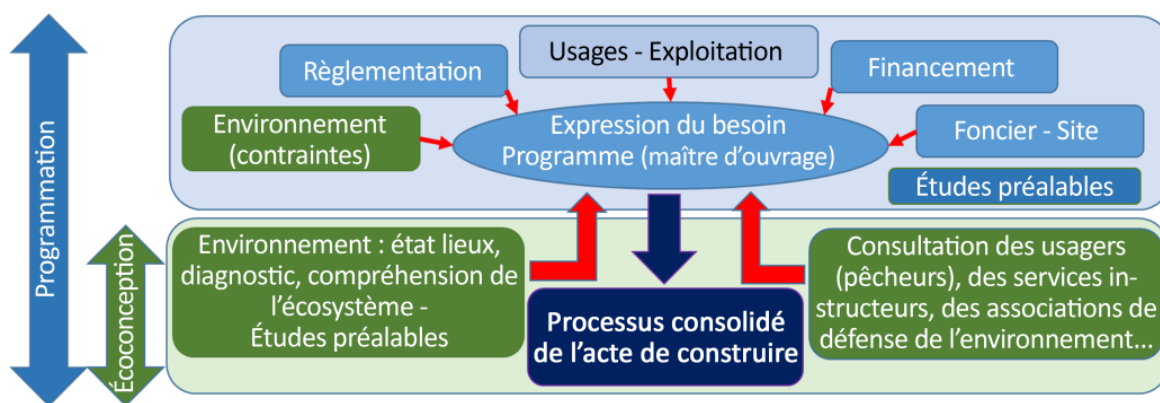 Programmation
Usages - Exploitation
Règlementation
Financement
Environnement
(contraintes)
Expression du besoin
Programme (maître d’ouvrage)
Foncier - Site
Études préalables
Écoconception
Environnement : état lieux,
diagnostic, compréhension de
l’écosystème -
Études préalables
Processus consolidé
de l’acte de construire
Consultation des usagers
(pêcheurs), des services in-
structeurs, des associations de
défense de l’environnement...